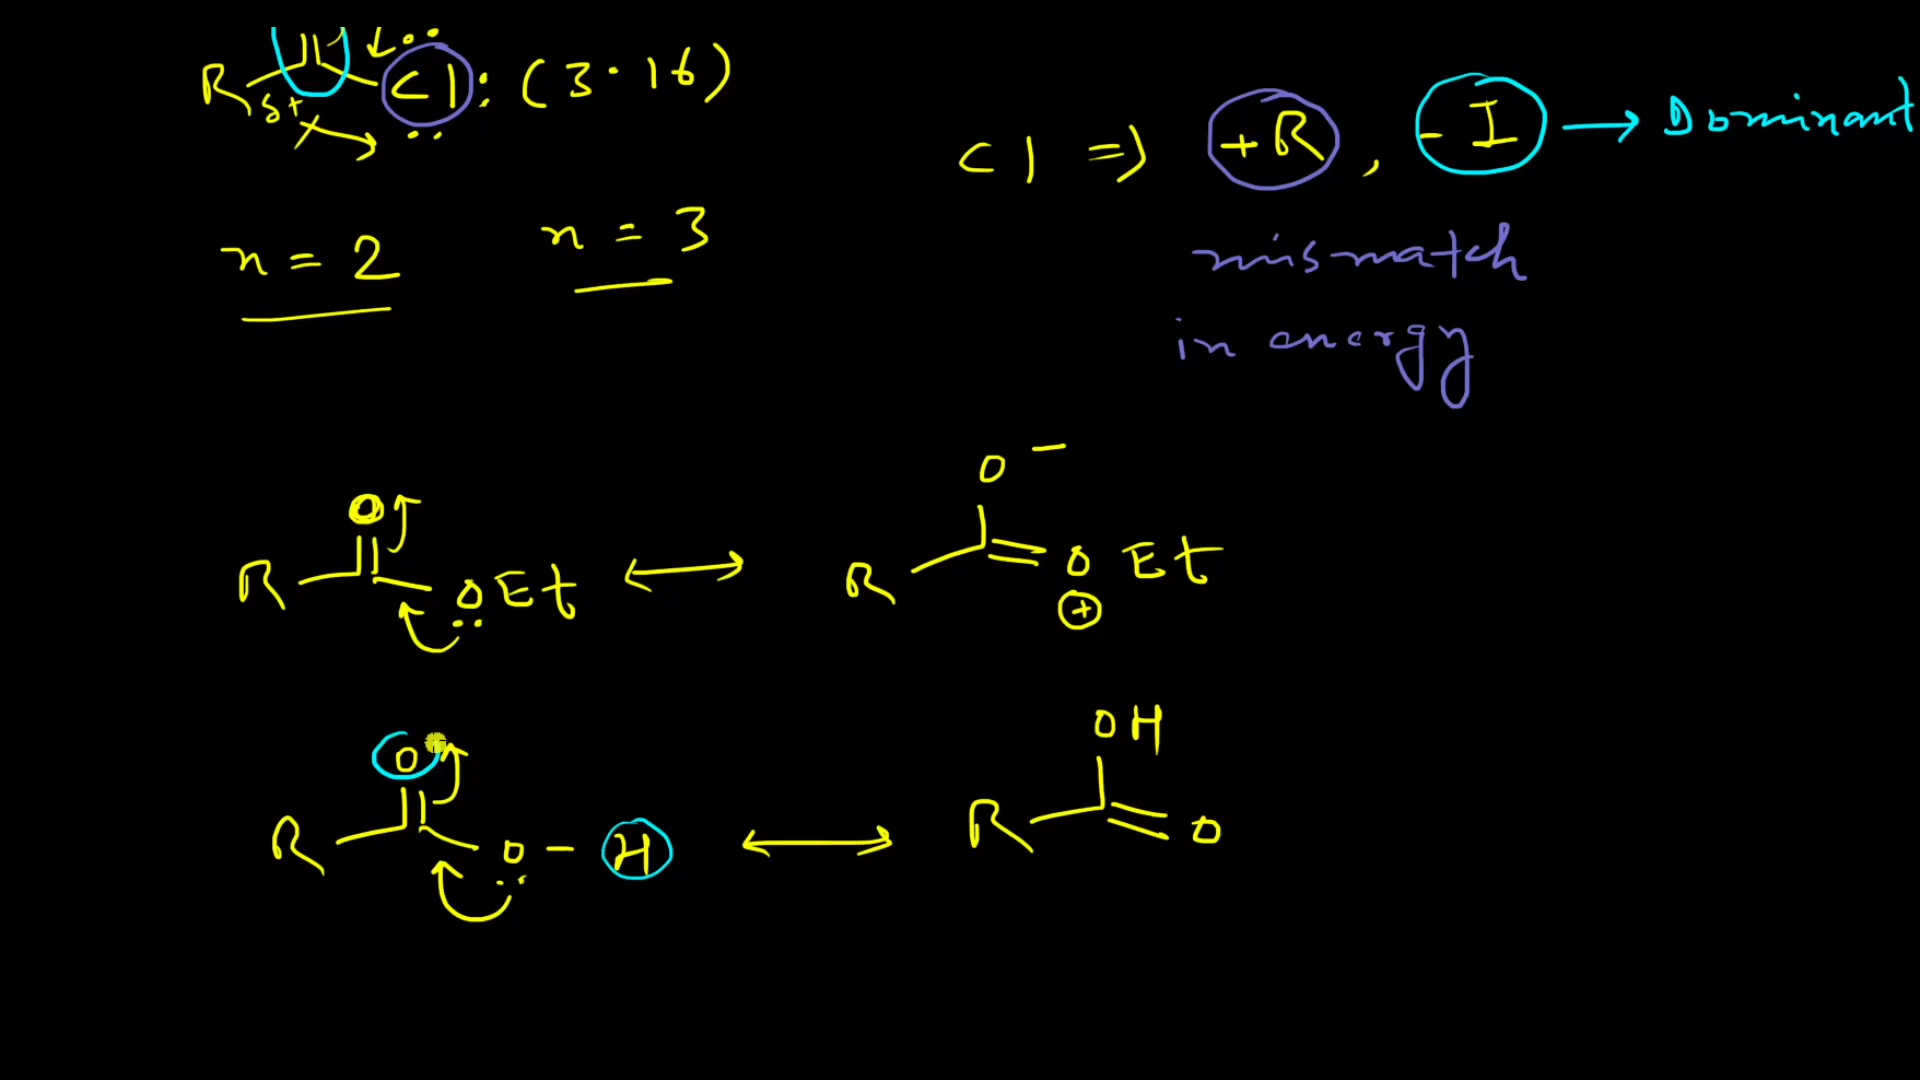 R Cl : (3.16)
δ+
Cl ⇒ +R , -I → Dominant
n = 2 n = 3
mismatch
in energy
O O −
R OEt ↔ R O Et
+
O OH
R O − H ↔ R O